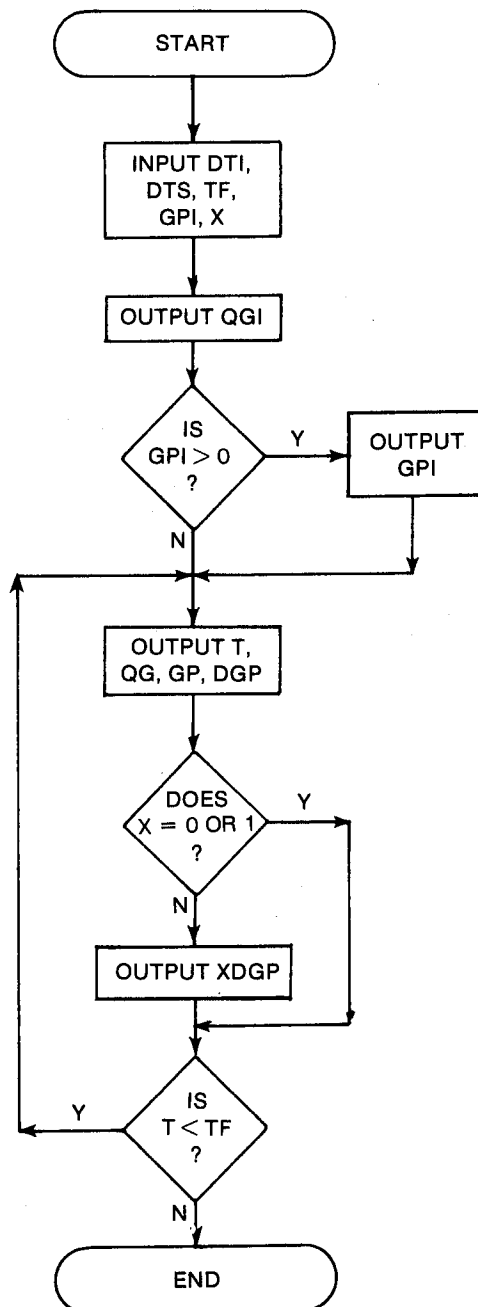 START
INPUT DTI,
DTS, TF,
GPI, X
OUTPUT QGI
IS
GPI > 0
?
Y
OUTPUT
GPI
N
OUTPUT T,
QG, GP, DGP
DOES
X = 0 OR 1
?
Y
N
OUTPUT XDGP
IS
T < TF
?
Y
N
END